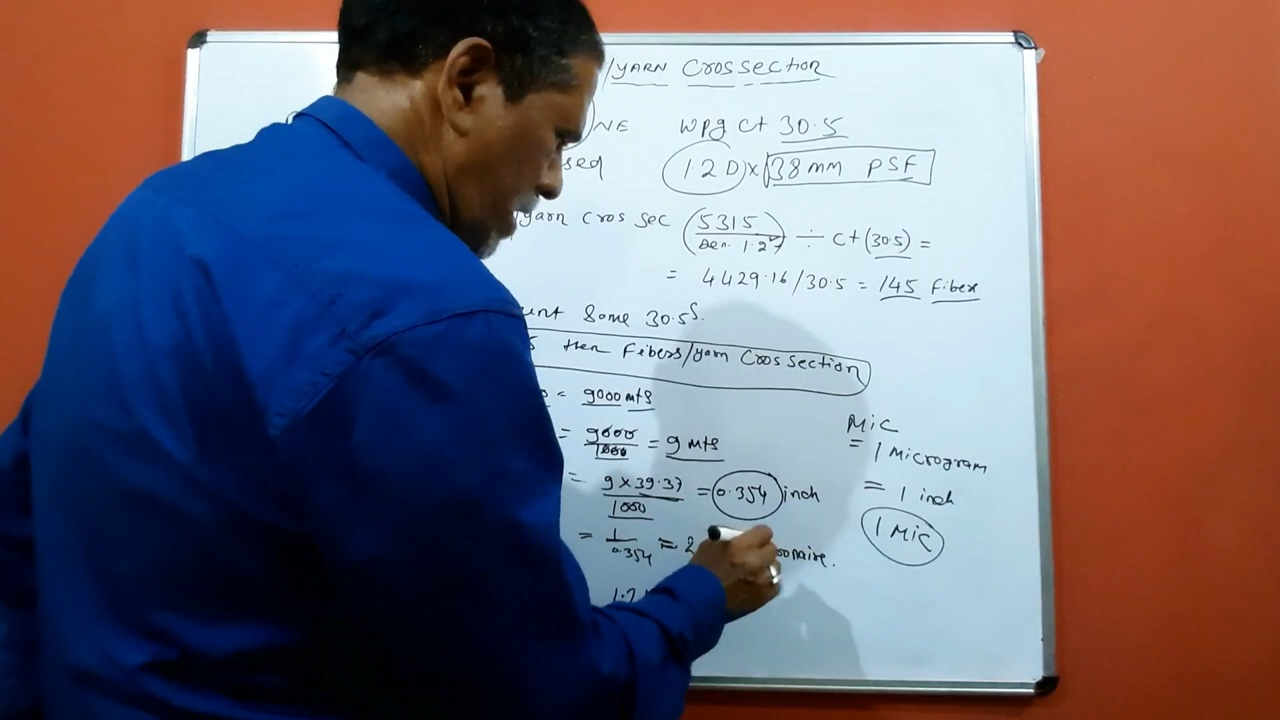 /YARN CrosSection
NE WPg Ct 30.5
sed 1.2 D x 38 mm PSF
yarn Cros Sec (5315 / Den. 1.2) ÷ Ct (30.5) =
= 4429.16/30.5 = 145 Fiber
unt Some 30.5s.
then Fibers/yarn CrosSection
= 9000 mts
= 9000/1000 = 9 mts
= 9 x 39.37/1000 = 0.354 inch
= 1/0.354 = 2 onaire.
1.2
MiC
= 1 Microgram
= 1 inch
1 MiC